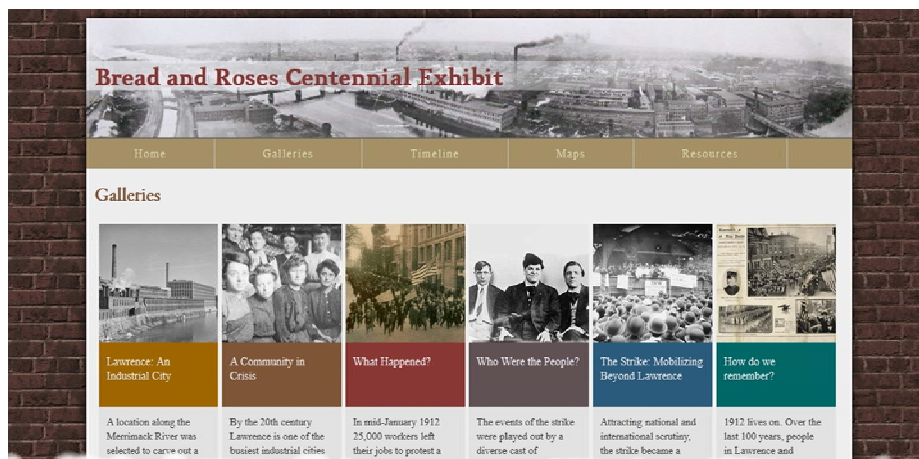 Bread and Roses Centennial Exhibit
Home Galleries Timeline Maps Resources
Galleries
Lawrence: An
Industrial City
A Community in
Crisis
What Happened?
Who Were the People?
The Strike: Mobilizing
Beyond Lawrence
How do we
remember?
A location along the
Merrimack River was
selected to carve out a
By the 20th century
Lawrence is one of the
busiest industrial cities
In mid-January 1912
25,000 workers left
their jobs to protest a
The events of the strike
were played out by a
diverse cast of
Attracting national and
international scrutiny,
the strike became a
1912 lives on. Over the
last 100 years, people
in Lawrence and